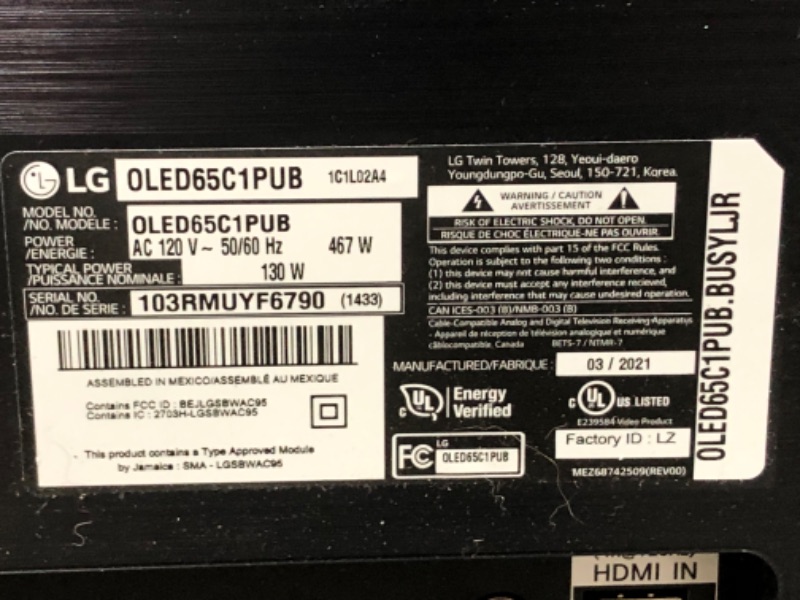 LG OLED65C1PUB 1C1L02A4
MODEL NO.
/NO. MODÈLE : OLED65C1PUB
POWER
/ENERGIE : AC 120 V ~ 50/60 Hz 467 W
TYPICAL POWER
/PUISSANCE NOMINALE : 130 W
SERIAL NO.
/NO. DE SÉRIE : 103RMUYF6790 (1433)
ASSEMBLED IN MEXICO/ASSEMBLÉ AU MEXIQUE
Contains FCC ID : BEJLGSBWAC95
Contains IC : 2703H-LGSBWAC95
This product contains a Type Approved Module
by Jamaica : SMA - LGSBWAC95
LG Twin Towers, 128, Yeoui-daero
Youngdungpo-Gu, Seoul, 150-721, Korea.
WARNING / CAUTION
AVERTISSEMENT
RISK OF ELECTRIC SHOCK, DO NOT OPEN.
RISQUE DE CHOC ÉLECTRIQUE-NE PAS OUVRIR.
This device complies with part 15 of the FCC Rules.
Operation is subject to the following two conditions :
(1) this device may not cause harmful interference, and
(2) this device must accept any interference recieved,
including interference that may cause undesired operation.
CAN ICES-003 (B)/NMB-003 (B)
Cable-Compatible Analog and Digital Television Receiving Apparatus
- Appareil de réception de télévision analogique et numérique
câblocompatible, Canada BETS-7 / NTMR-7
MANUFACTURED/FABRIQUÉ : 03 / 2021
c UL Energy
Verified
c UL US LISTED
E239584 Video Product
Factory ID : LZ
FC LG
OLED65C1PUB
MEZ68742509(REV00)
OLED65C1PUB.BUSYLJR
HDMI IN